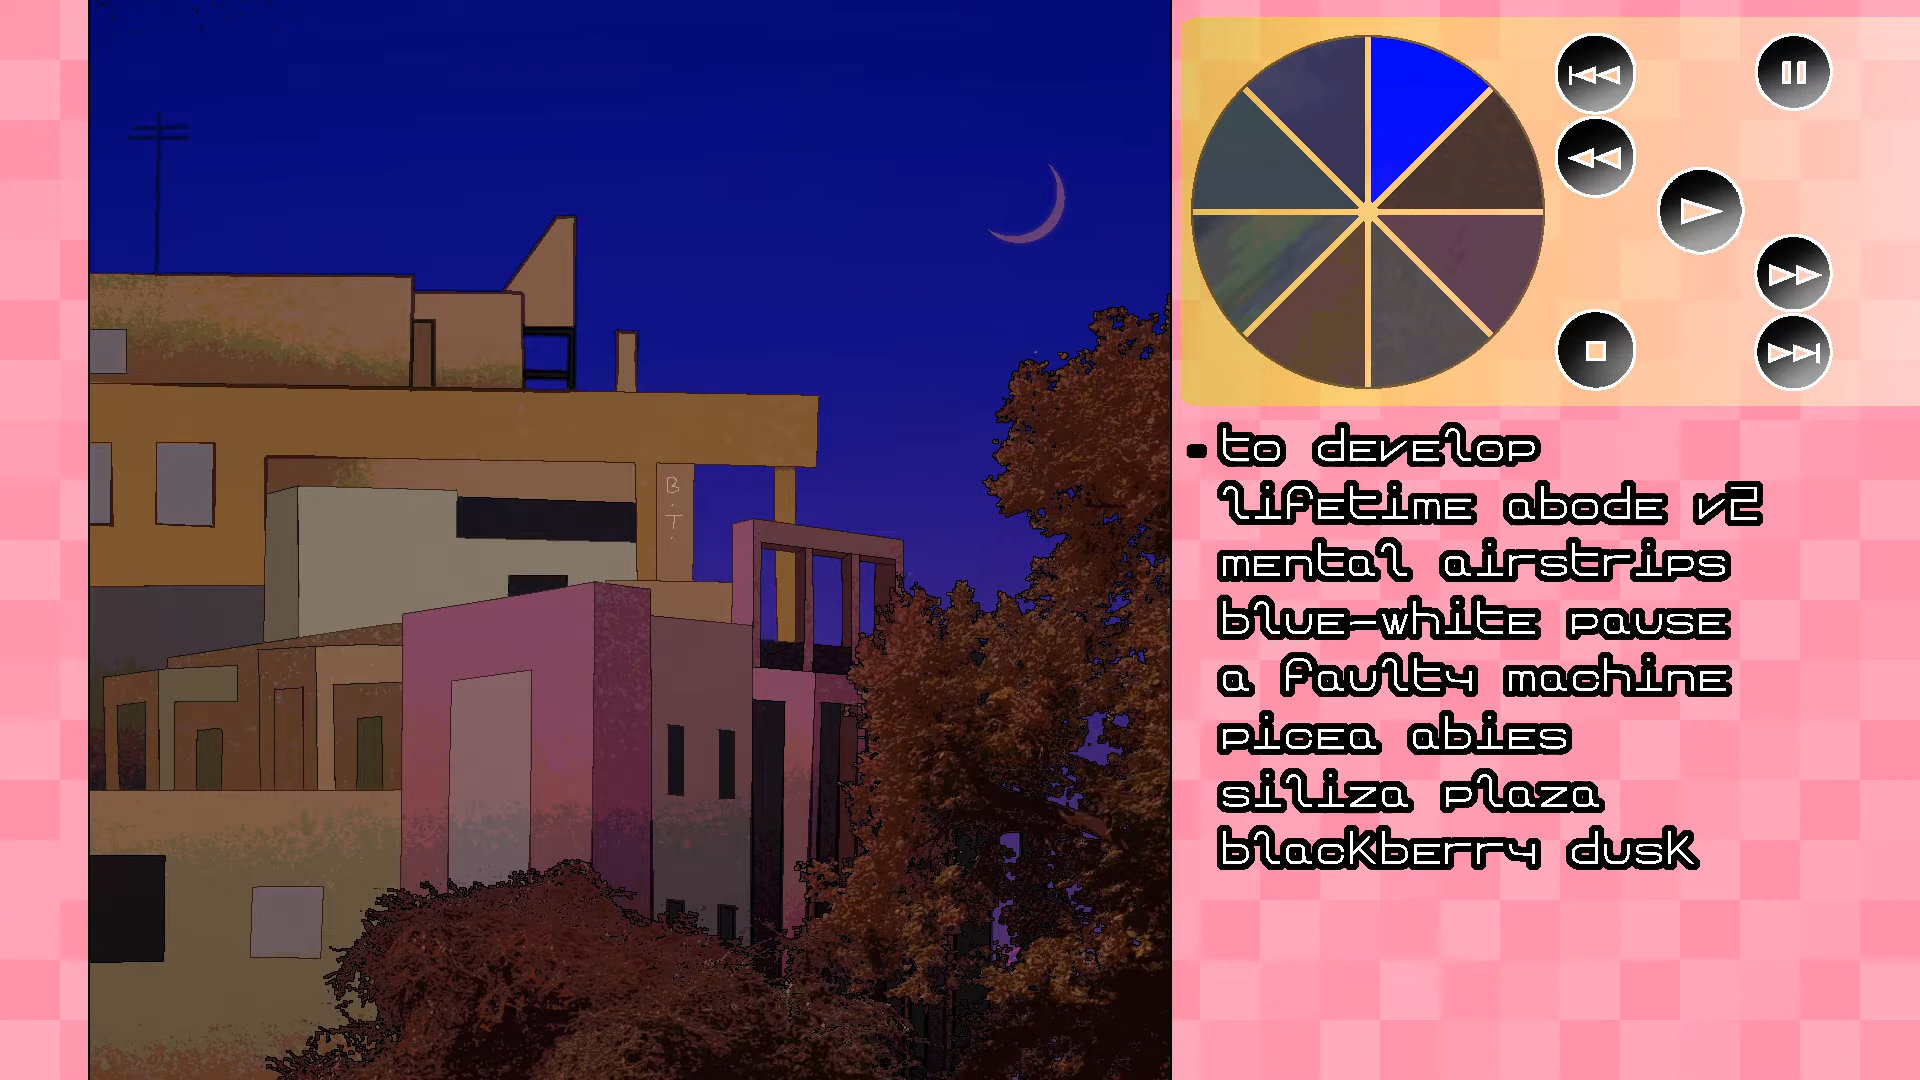 B.T.
- to develop
lifetime abode v2
mental airstrips
blue-white pause
a faulty machine
picea abies
siliza plaza
blackberry dusk